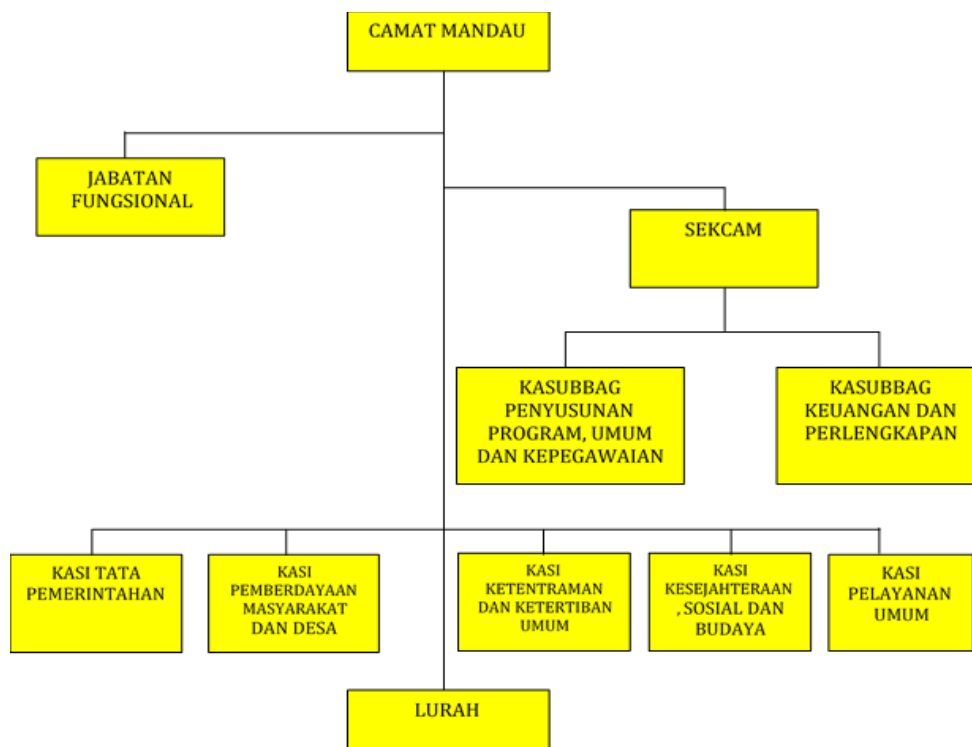 CAMAT MANDAU
JABATAN
FUNGSIONAL
SEKCAM
KASUBBAG
PENYUSUNAN
PROGRAM, UMUM
DAN KEPEGAWAIAN
KASUBBAG
KEUANGAN DAN
PERLENGKAPAN
KASI TATA
PEMERINTAHAN
KASI
PEMBERDAYAAN
MASYARAKAT
DAN DESA
KASI
KETENTRAMAN
DAN KETERTIBAN
UMUM
KASI
KESEJAHTERAAN
, SOSIAL DAN
BUDAYA
KASI
PELAYANAN
UMUM
LURAH